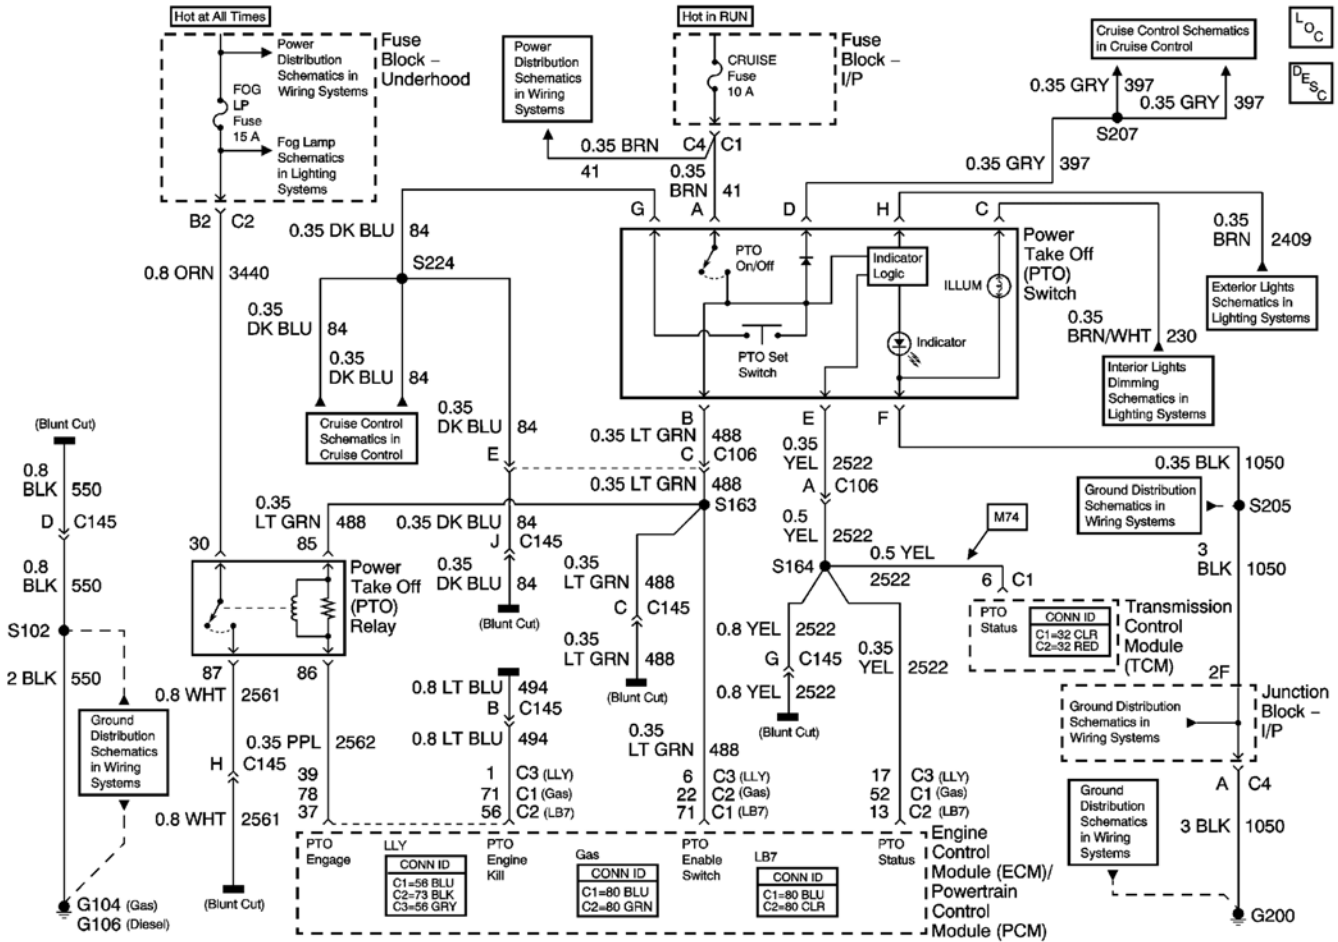 Hot at All Times
Power
Distribution
Schematics in
Wiring Systems
FOG
LP
Fuse
15 A
Fog Lamp
Schematics
in Lighting
Systems
Fuse
Block –
Underhood
B2 C2
0.8 ORN 3440
Power
Distribution
Schematics
in Wiring
Systems
Hot in RUN
CRUISE
Fuse
10 A
Fuse
Block –
I/P
0.35 BRN
41
C4 C1
0.35
BRN 41
Cruise Control Schematics
in Cruise Control
0.35 GRY 397
0.35 GRY 397
S207
0.35 GRY 397
L
O
C
D
E
S
C
0.35 DK BLU 84
S224
0.35
DK BLU 84
0.35
DK BLU 84
Cruise Control
Schematics in
Cruise Control
0.35
DK BLU 84
E
G A D H C
PTO
On/Off
Indicator
Logic
ILLUM
Indicator
PTO Set
Switch
Power
Take Off
(PTO)
Switch
0.35
BRN 2409
Exterior Lights
Schematics in
Lighting Systems
0.35
BRN/WHT 230
Interior Lights
Dimming
Schematics in
Lighting Systems
B E F
0.35 LT GRN 488
C C106
0.35 LT GRN 488
S163
0.35
YEL 2522
A C106
0.5
YEL 2522
S164
0.5 YEL
2522
M74
6 C1
PTO
Status
CONN ID
C1=32 CLR
C2=32 RED
Transmission
Control
Module
(TCM)
0.35 BLK 1050
Ground Distribution
Schematics in
Wiring Systems
S205
3
BLK 1050
2F
Ground Distribution
Schematics in
Wiring Systems
Junction
Block –
I/P
A C4
Ground
Distribution
Schematics
in Wiring
Systems
3 BLK 1050
G200
(Blunt Cut)
0.8
BLK 550
D C145
0.8
BLK 550
S102
2 BLK 550
Ground
Distribution
Schematics
in Wiring
Systems
G104 (Gas)
G106 (Diesel)
0.35
LT GRN 488
30 85
Power
Take Off
(PTO)
Relay
87 86
0.8 WHT 2561
H C145
0.8 WHT 2561
(Blunt Cut)
0.35 PPL 2562
0.35 DK BLU 84
J C145
0.35
DK BLU 84
(Blunt Cut)
0.8 LT BLU 494
B C145
0.8 LT BLU 494
0.35
LT GRN 488
C C145
0.35
LT GRN 488
(Blunt Cut)
0.35
LT GRN 488
0.8 YEL 2522
G C145
0.8 YEL 2522
(Blunt Cut)
0.35
YEL 2522
39 1 C3 (LLY) 6 C3 (LLY) 17 C3 (LLY)
78 71 C1 (Gas) 22 C2 (Gas) 52 C1 (Gas)
37 56 C2 (LB7) 71 C1 (LB7) 13 C2 (LB7)
PTO
Engage
LLY
CONN ID
C1=56 BLU
C2=73 BLK
C3=56 GRY
PTO
Engine
Kill
Gas
CONN ID
C1=80 BLU
C2=80 GRN
PTO
Enable
Switch
LB7
CONN ID
C1=80 BLU
C2=80 CLR
PTO
Status
Engine
Control
Module (ECM)/
Powertrain
Control
Module (PCM)